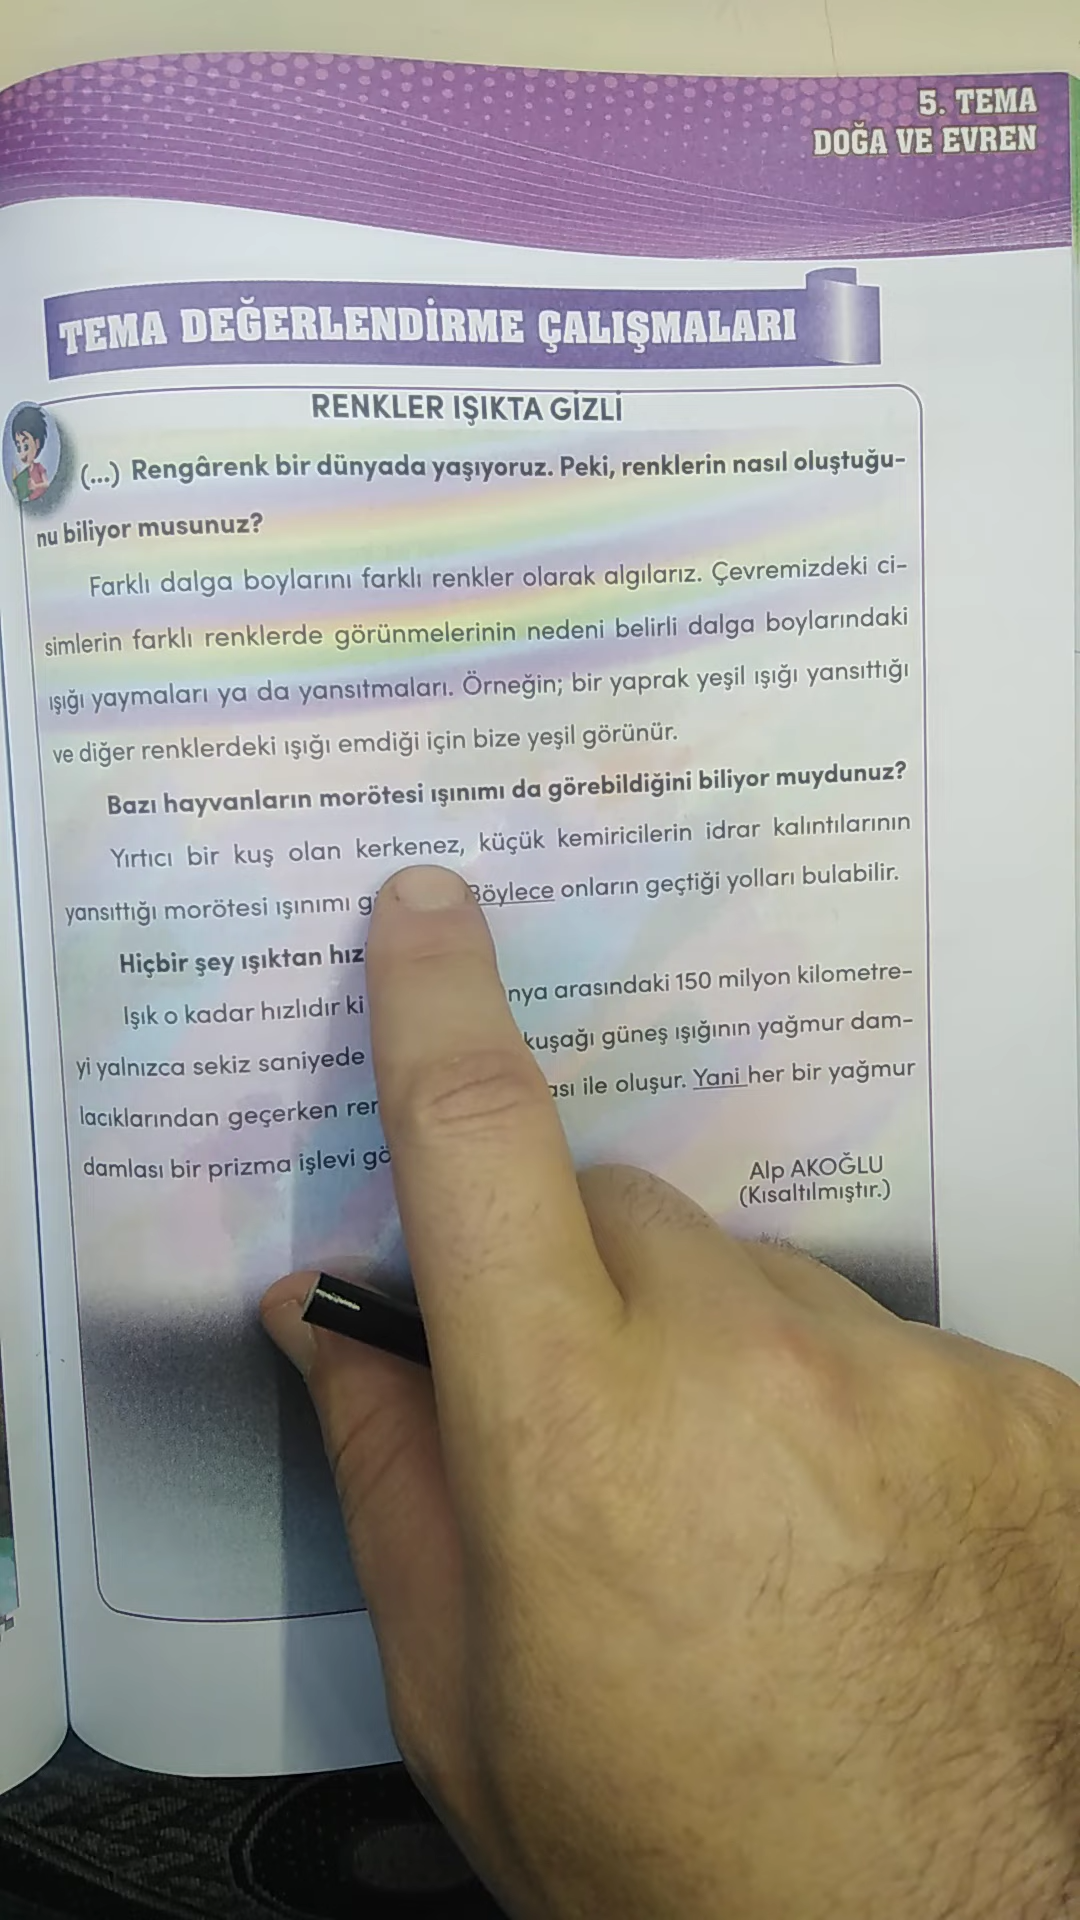 5. TEMA
DOĞA VE EVREN
TEMA DEĞERLENDİRME ÇALIŞMALARI
RENKLER IŞIKTA GİZLİ
(...) Rengârenk bir dünyada yaşıyoruz. Peki, renklerin nasıl oluştuğu-
nu biliyor musunuz?
Farklı dalga boylarını farklı renkler olarak algılarız. Çevremizdeki ci-
simlerin farklı renklerde görünmelerinin nedeni belirli dalga boylarındaki
ışığı yaymaları ya da yansıtmaları. Örneğin; bir yaprak yeşil ışığı yansıttığı
ve diğer renklerdeki ışığı emdiği için bize yeşil görünür.
Bazı hayvanların morötesi ışınımı da görebildiğini biliyor muydunuz?
Yırtıcı bir kuş olan kerkenez, küçük kemiricilerin idrar kalıntılarının
yansıttığı morötesi ışınımı Böylece onların geçtiği yolları bulabilir.
Hiçbir şey ışıktan
Işık o kadar hızlıdır ki arasındaki 150 milyon kilometre-
yi yalnızca sekiz saniyede kuşağı güneş ışığının yağmur dam-
lacıklarından geçerken ile oluşur. Yani her bir yağmur
damlası bir prizma işlevi
Alp AKOĞLU
(Kısaltılmıştır.)